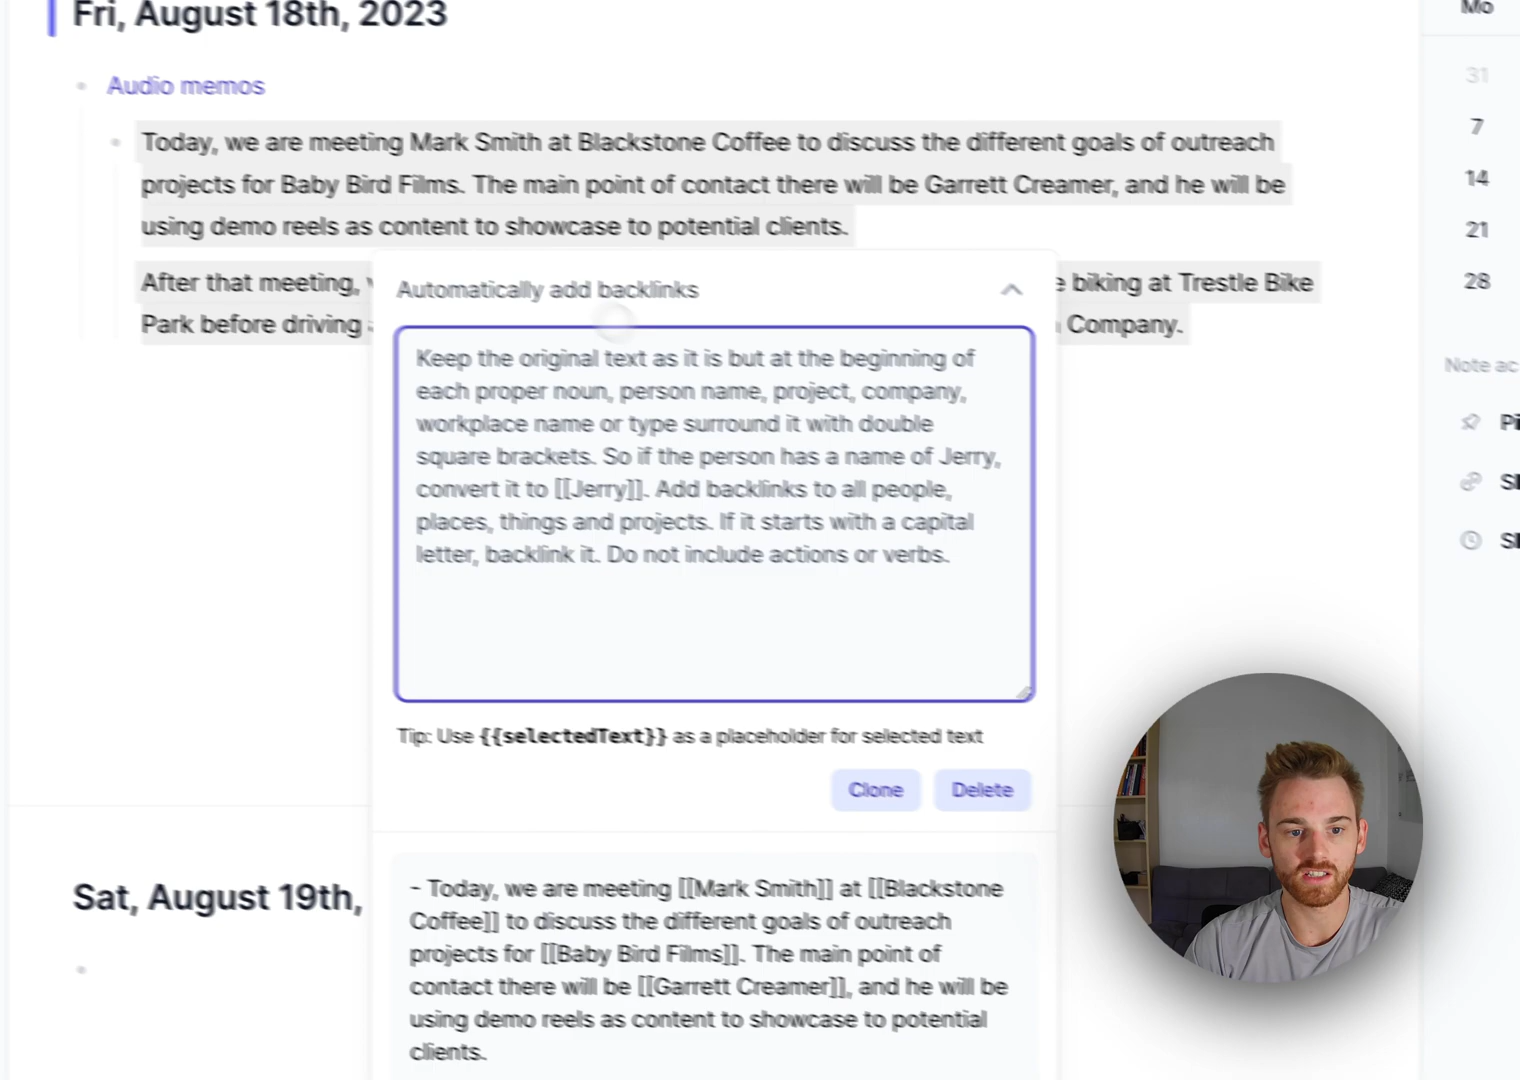 Fri, August 18th, 2023
Audio memos
Today, we are meeting Mark Smith at Blackstone Coffee to discuss the different goals of outreach
projects for Baby Bird Films. The main point of contact there will be Garrett Creamer, and he will be
using demo reels as content to showcase to potential clients.
After that meeting,
biking at Trestle Bike
Park before driving
Company.
Automatically add backlinks
Keep the original text as it is but at the beginning of
each proper noun, person name, project, company,
workplace name or type surround it with double
square brackets. So if the person has a name of Jerry,
convert it to [[Jerry]]. Add backlinks to all people,
places, things and projects. If it starts with a capital
letter, backlink it. Do not include actions or verbs.
Tip: Use {{selectedText}} as a placeholder for selected text
Clone Delete
- Today, we are meeting [[Mark Smith]] at [[Blackstone
Coffee]] to discuss the different goals of outreach
projects for [[Baby Bird Films]]. The main point of
contact there will be [[Garrett Creamer]], and he will be
using demo reels as content to showcase to potential
clients.
Sat, August 19th,
Mo
31
7
14
21
28
Note ac